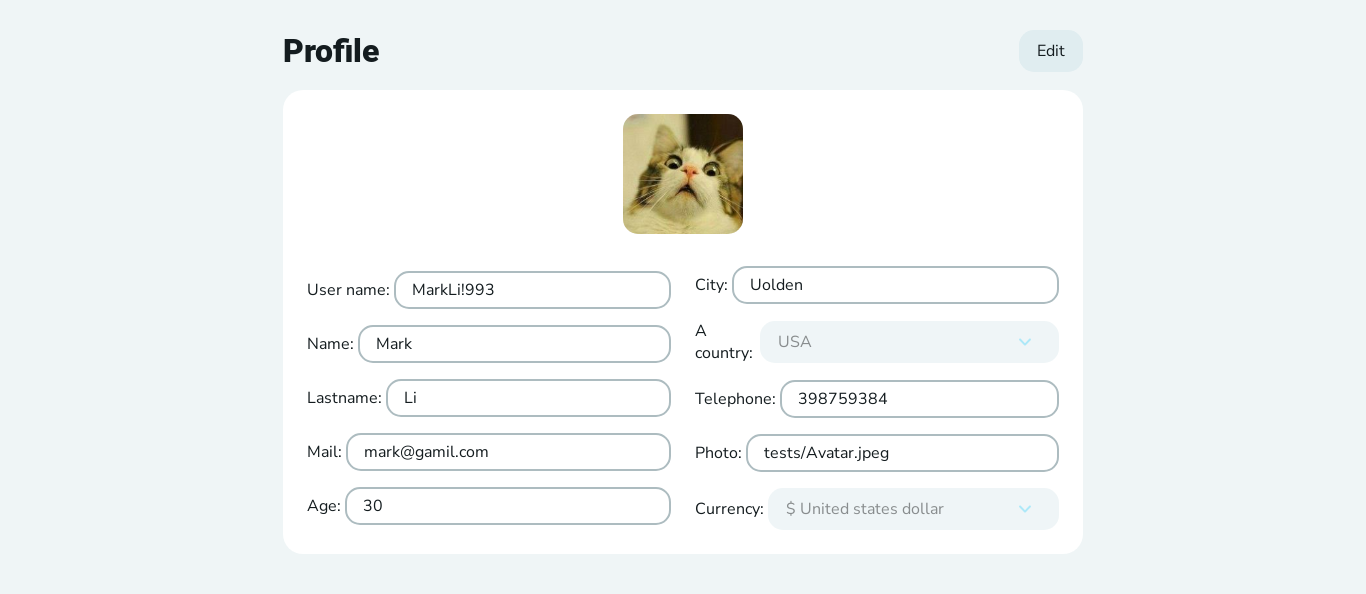 Profile
Edit
User name: MarkLi!993
Name: Mark
Lastname: Li
Mail: mark@gamil.com
Age: 30
City: Uolden
A
country: USA
Telephone: 398759384
Photo: tests/Avatar.jpeg
Currency: $ United states dollar